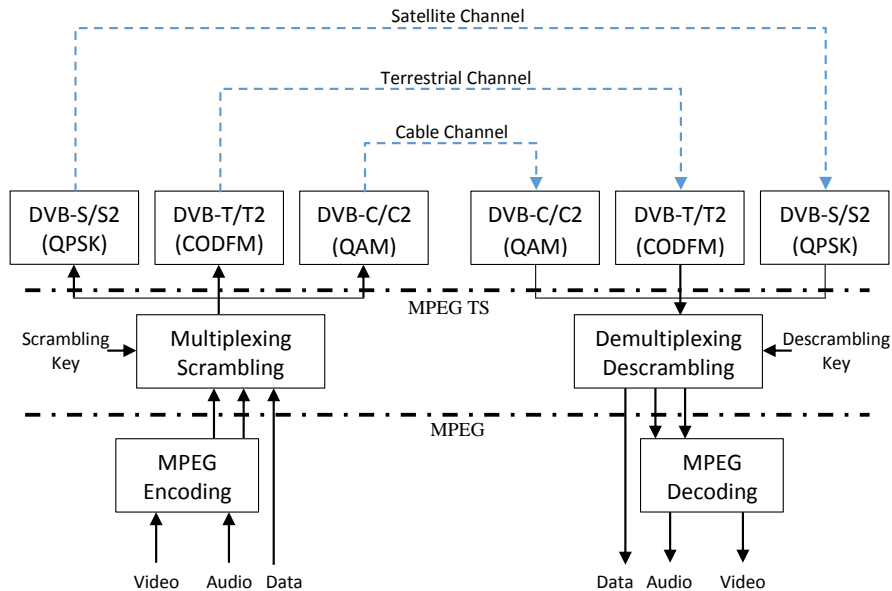 Satellite Channel
Terrestrial Channel
Cable Channel
DVB-S/S2
(QPSK)
DVB-T/T2
(CODFM)
DVB-C/C2
(QAM)
DVB-C/C2
(QAM)
DVB-T/T2
(CODFM)
DVB-S/S2
(QPSK)
MPEG TS
Scrambling
Key
Multiplexing
Scrambling
Demultiplexing
Descrambling
Descrambling
Key
MPEG
MPEG
Encoding
MPEG
Decoding
Video
Audio
Data
Data
Audio
Video